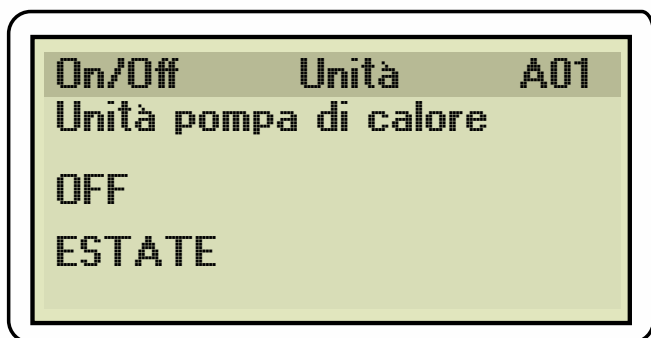 On/Off Unità A01
Unità pompa di calore
OFF
ESTATE